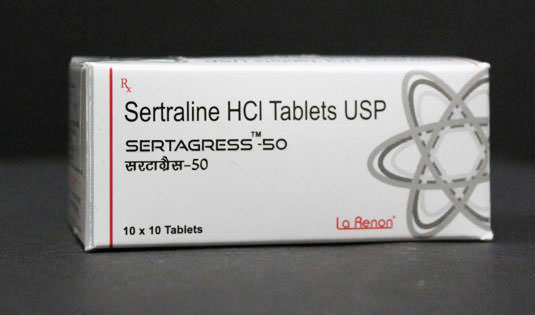 Rx
Sertraline HCl Tablets USP
SERTAGRESS™-50
सरटाग्रैस-50
10 x 10 Tablets
La Renon